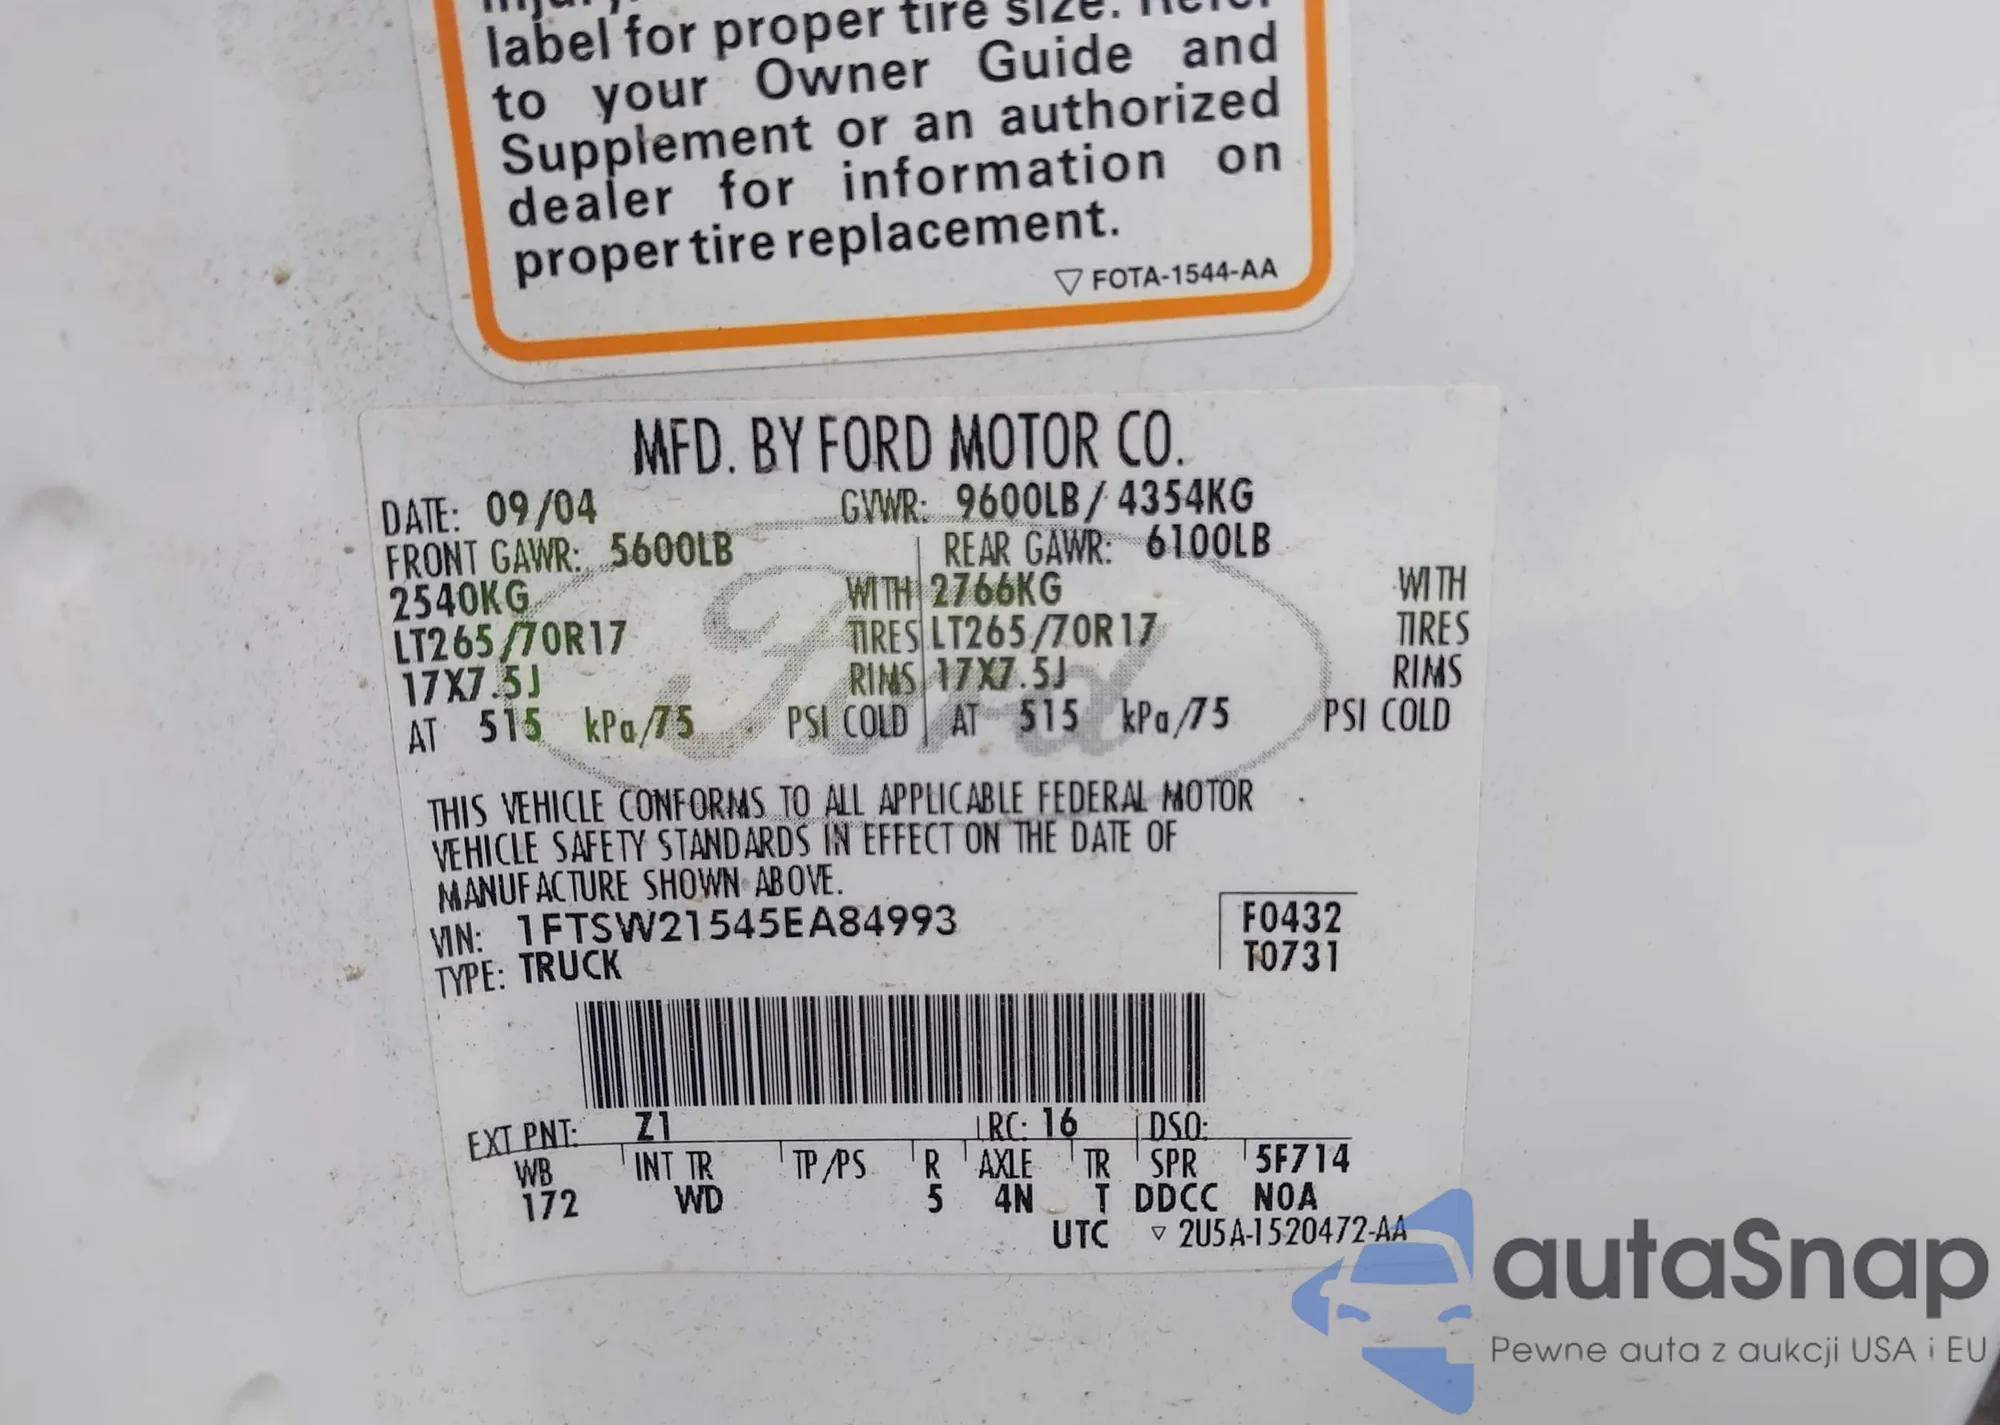 injury.
label for proper tire size. Refer
to your Owner Guide and
Supplement or an authorized
dealer for information on
proper tire replacement.
▽ FOTA-1544-AA
MFD. BY FORD MOTOR CO.
DATE: 09/04 GVWR: 9600LB/ 4354KG
FRONT GAWR: 5600LB REAR GAWR: 6100LB
2540KG WITH 2766KG WITH
LT265/70R17 TIRES LT265/70R17 TIRES
17X7.5J RIMS 17X7.5J RIMS
AT 515 kPa/75 PSI COLD AT 515 kPa/75 PSI COLD
Ford
THIS VEHICLE CONFORMS TO ALL APPLICABLE FEDERAL MOTOR
VEHICLE SAFETY STANDARDS IN EFFECT ON THE DATE OF
MANUFACTURE SHOWN ABOVE.
VIN: 1FTSW21545EA84993 F0432
TYPE: TRUCK T0731
EXT PNT: Z1 RC: 16 DSO:
WB INT TR TP/PS R AXLE TR SPR 5F714
172 WD 5 4N T DDCC NOA
UTC ▽ 2U5A-1520472-AA
autaSnap
Pewne auta z aukcji USA i EU